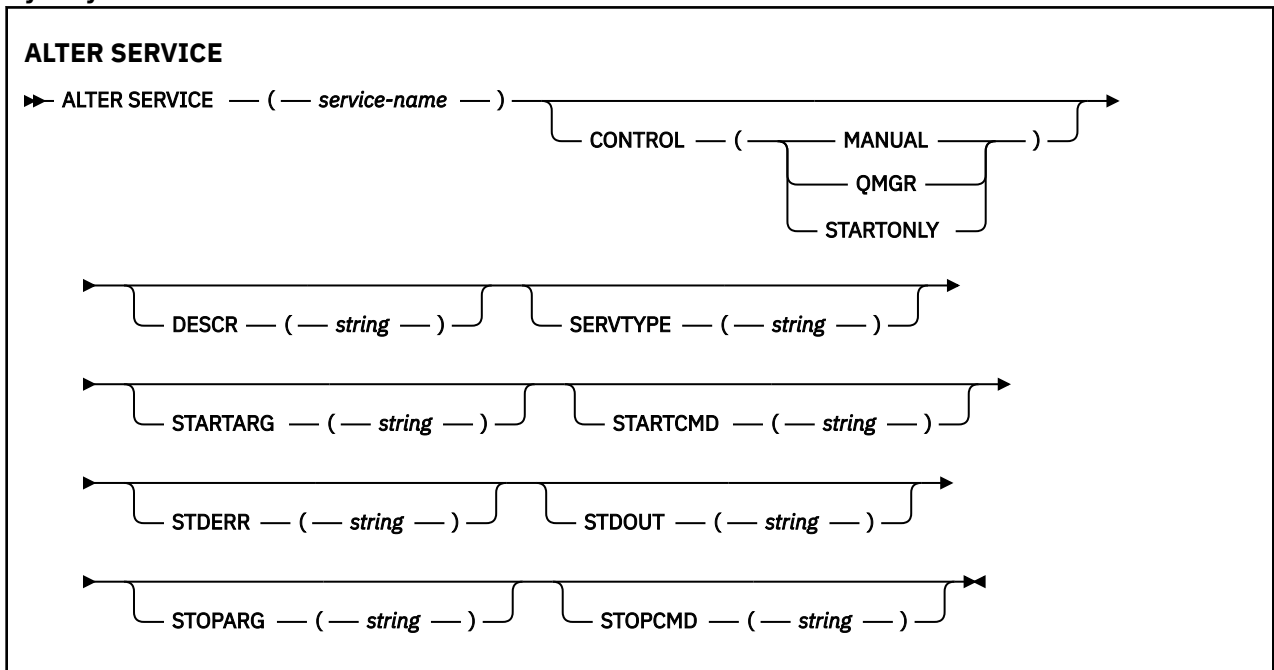 ALTER SERVICE
ALTER SERVICE ( service-name )
CONTROL ( MANUAL )
QMGR
STARTONLY
DESCR ( string ) SERVTYPE ( string )
STARTARG ( string ) STARTCMD ( string )
STDERR ( string ) STDOUT ( string )
STOPARG ( string ) STOPCMD ( string )